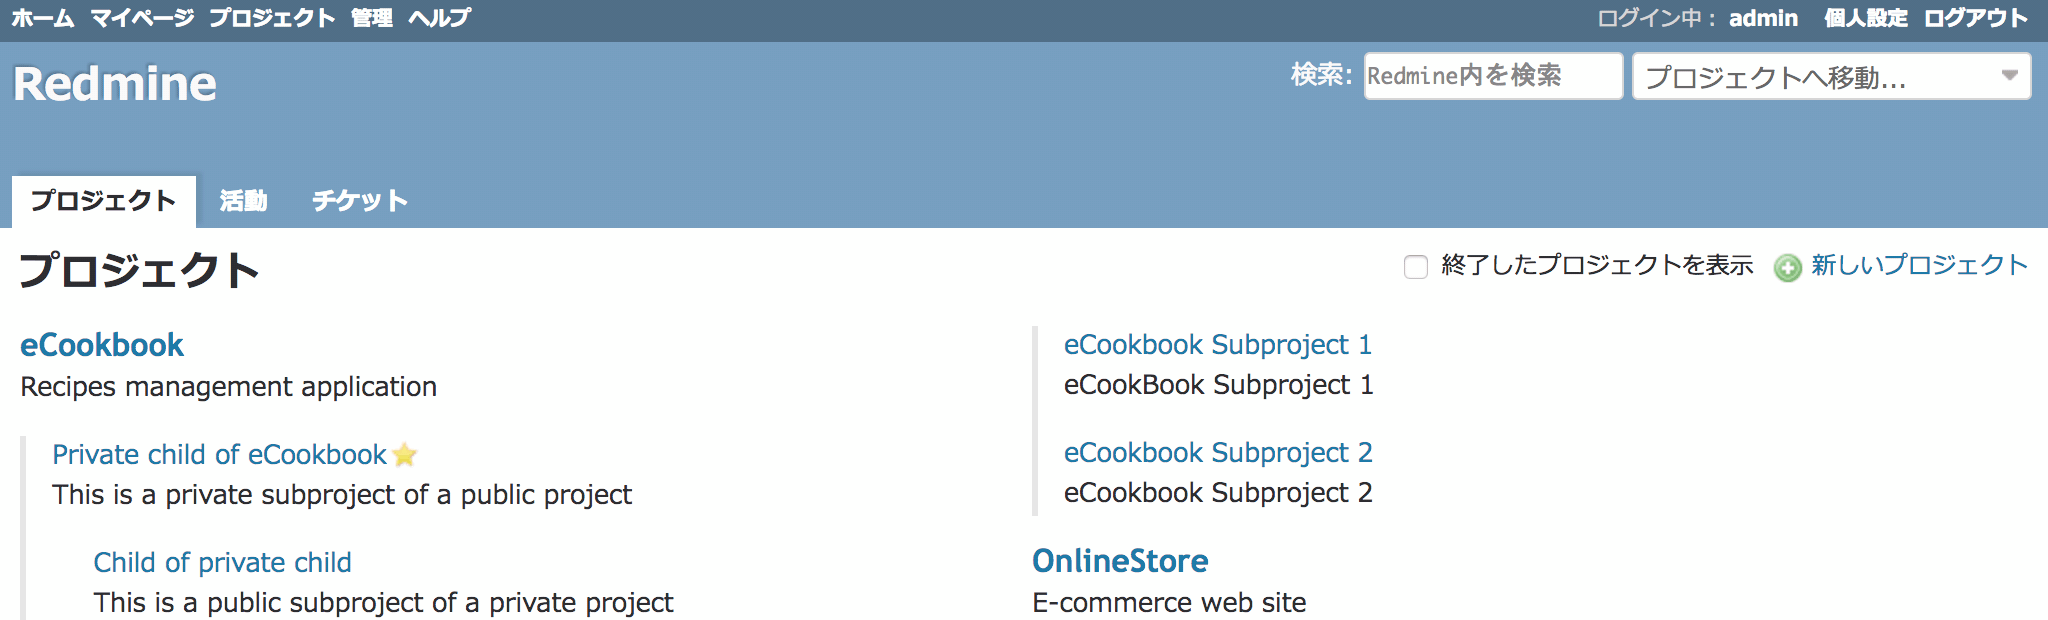 ホーム マイページ プロジェクト 管理 ヘルプ ログイン中： admin 個人設定 ログアウト
Redmine
検索: Redmine内を検索 プロジェクトへ移動...
プロジェクト 活動 チケット
プロジェクト
終了したプロジェクトを表示 新しいプロジェクト
eCookbook
Recipes management application
Private child of eCookbook
This is a private subproject of a public project
Child of private child
This is a public subproject of a private project
eCookbook Subproject 1
eCookBook Subproject 1
eCookbook Subproject 2
eCookbook Subproject 2
OnlineStore
E-commerce web site